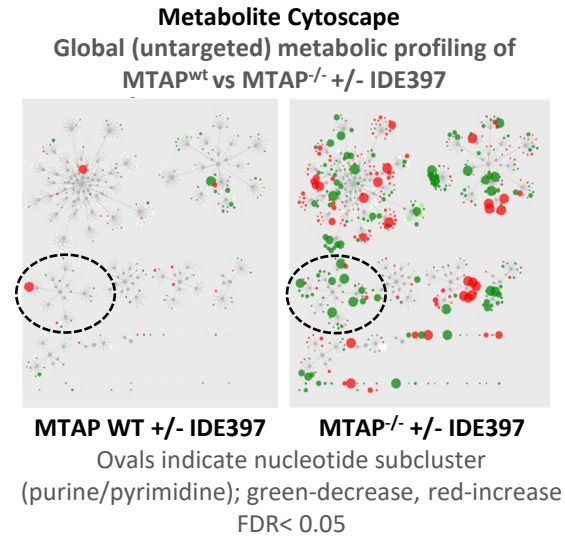 Metabolite Cytoscape
Global (untargeted) metabolic profiling of
MTAPwt vs MTAP-/- +/- IDE397
MTAP WT +/- IDE397
MTAP-/- +/- IDE397
Ovals indicate nucleotide subcluster
(purine/pyrimidine); green-decrease, red-increase
FDR< 0.05